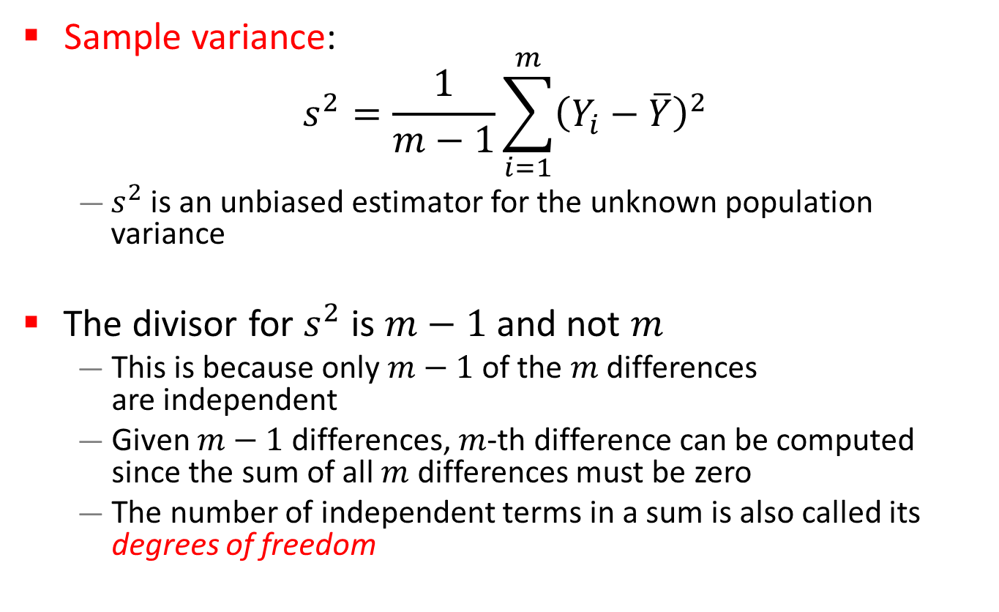 ▪ Sample variance:
s² = \frac{1}{m − 1} \sum_{i=1}^{m} (Y_i − \bar{Y})²
— s² is an unbiased estimator for the unknown population
variance
▪ The divisor for s² is m − 1 and not m
— This is because only m − 1 of the m differences
are independent
— Given m − 1 differences, m-th difference can be computed
since the sum of all m differences must be zero
— The number of independent terms in a sum is also called its
degrees of freedom